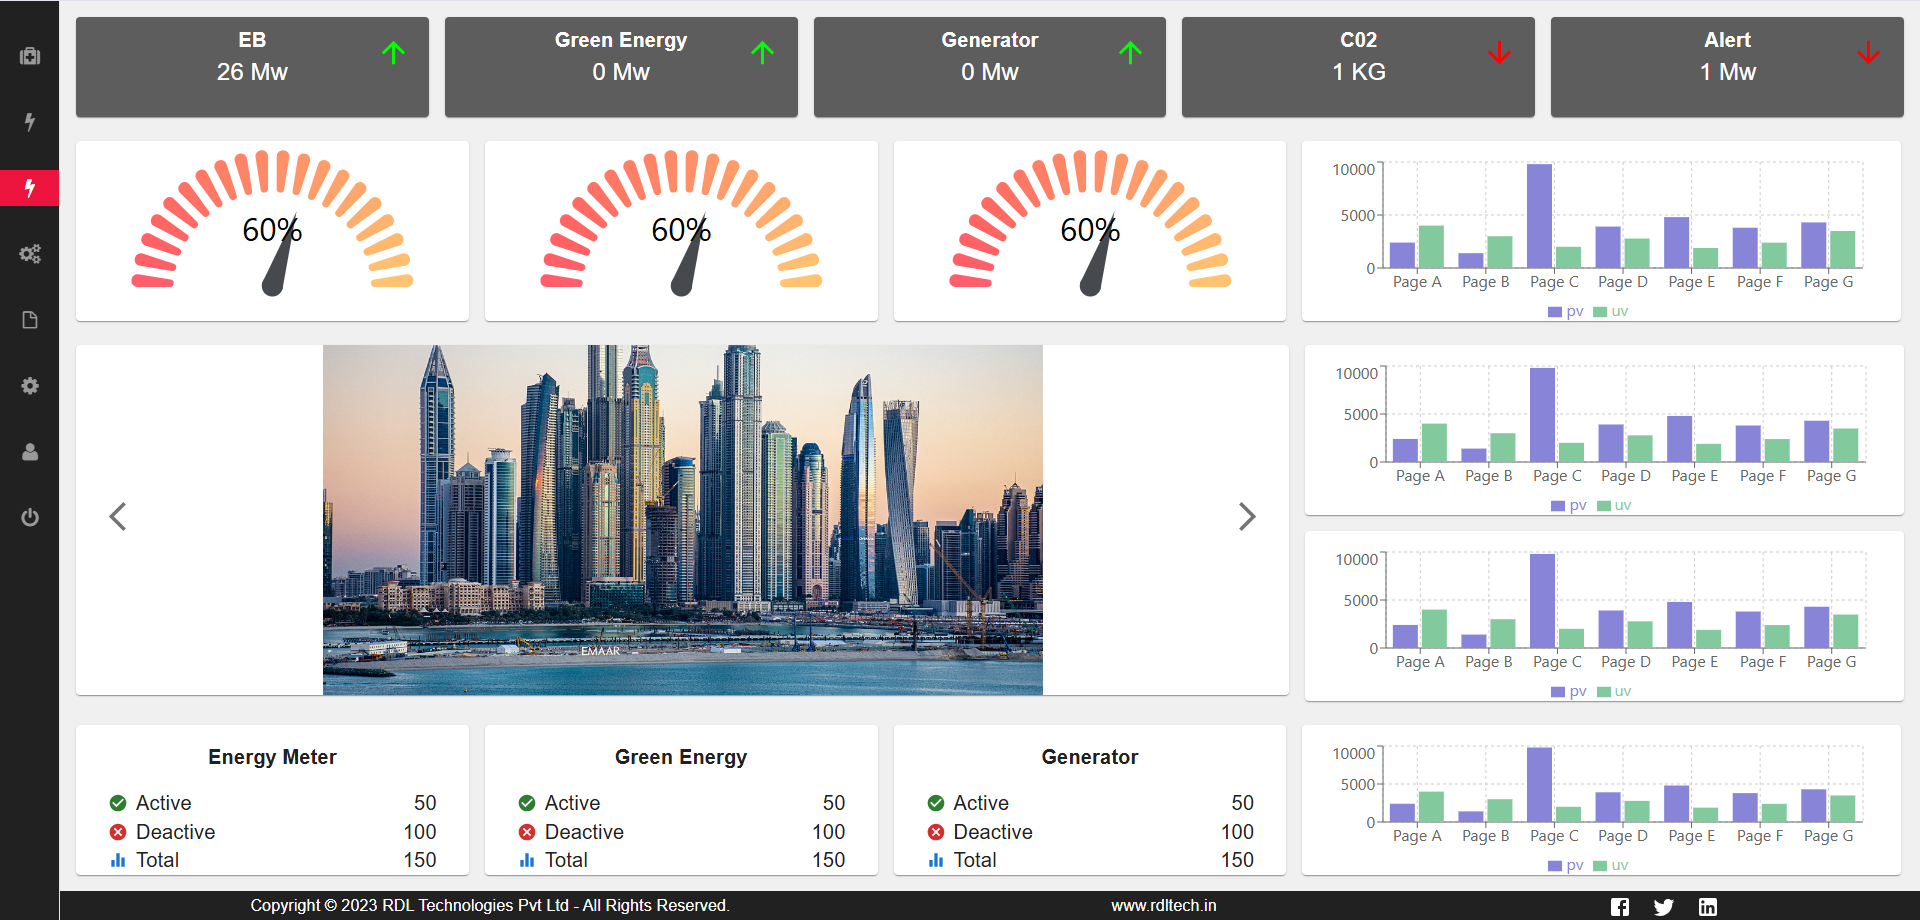 EB
26 Mw
Green Energy
0 Mw
Generator
0 Mw
C02
1 KG
Alert
1 Mw
60%
60%
60%
10000
5000
0
Page A Page B Page C Page D Page E Page F Page G
pv uv
EMAAR
10000
5000
0
Page A Page B Page C Page D Page E Page F Page G
pv uv
10000
5000
0
Page A Page B Page C Page D Page E Page F Page G
pv uv
Energy Meter
Active 50
Deactive 100
Total 150
Green Energy
Active 50
Deactive 100
Total 150
Generator
Active 50
Deactive 100
Total 150
10000
5000
0
Page A Page B Page C Page D Page E Page F Page G
pv uv
Copyright © 2023 RDL Technologies Pvt Ltd - All Rights Reserved.
www.rdltech.in